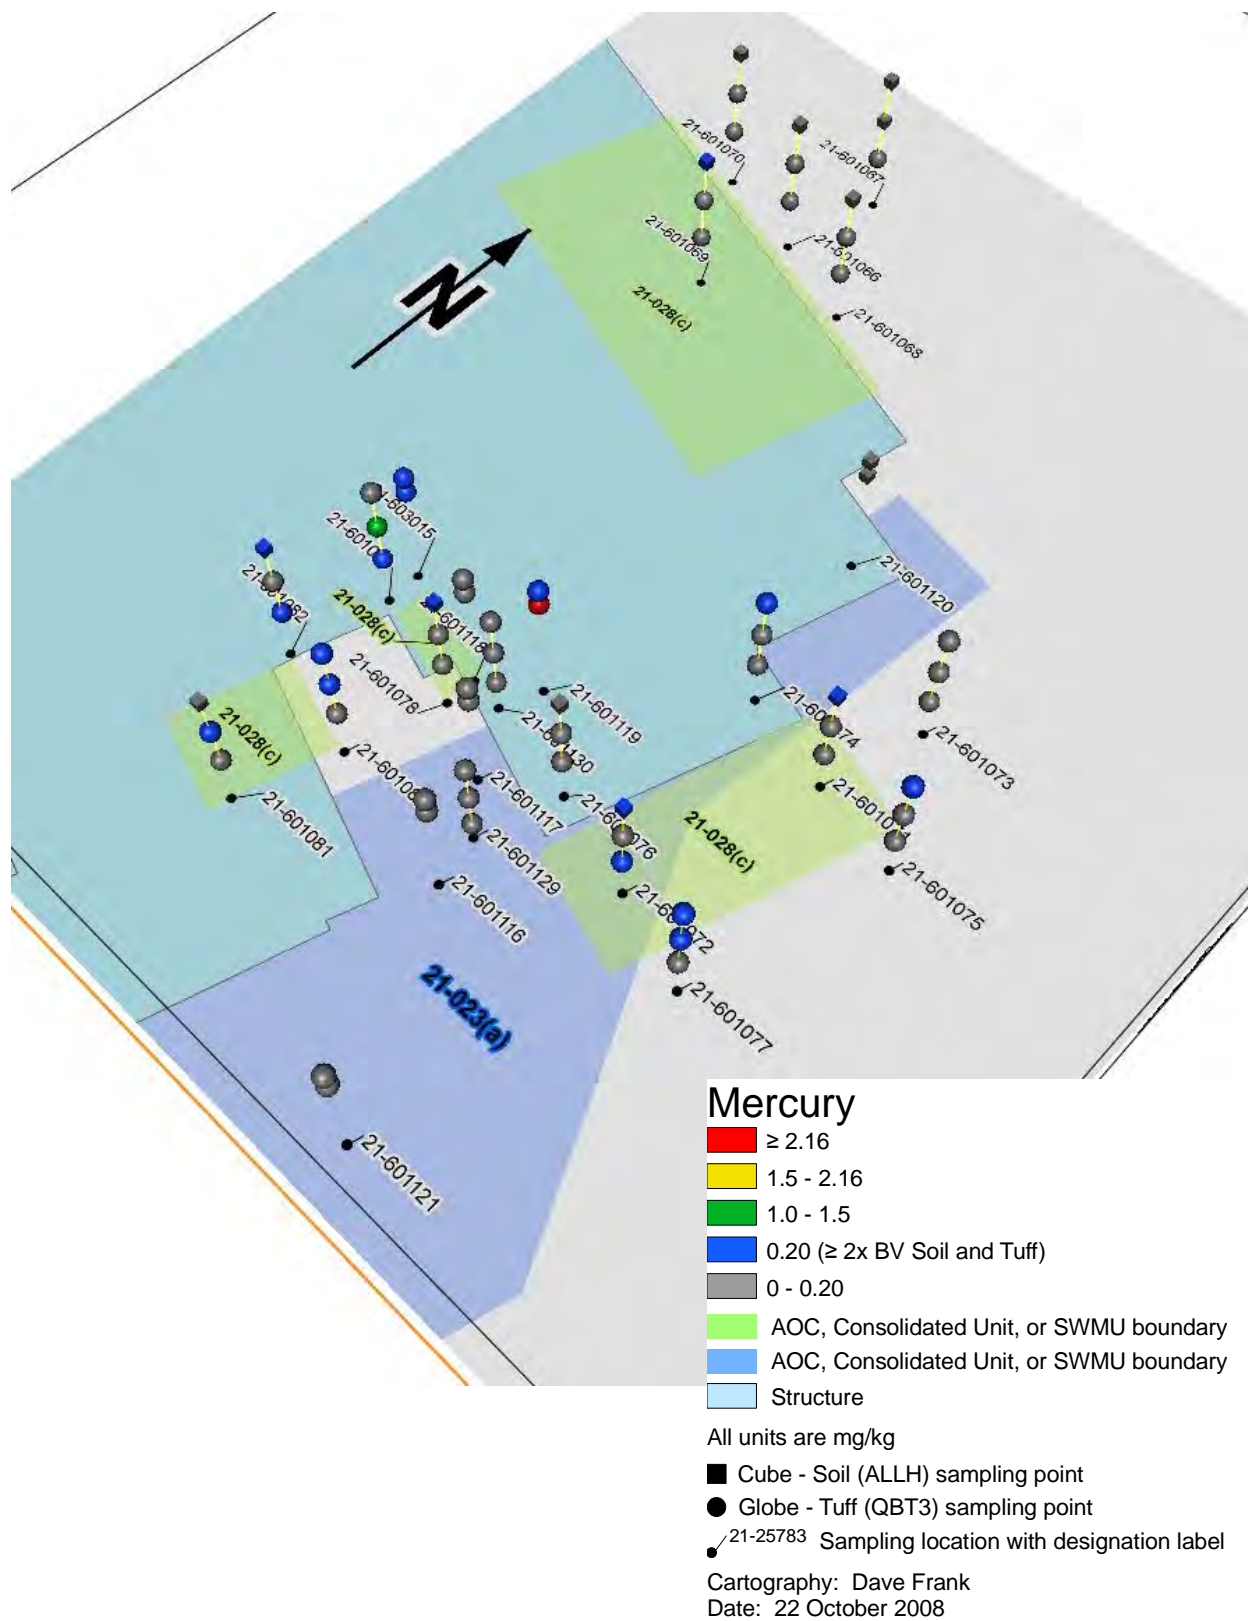 21-601070
21-601067
21-601069
21-601066
21-028(c)
21-601068
N
21-6010
21-601120
21-028(c)
21-601118
21-601078
21-601119
21-601073
21-028(c)
21-601117
21-601081
21-028(c)
21-601129
21-601075
21-601116
21-023(a)
21-601077
21-601121
Mercury
≥ 2.16
1.5 - 2.16
1.0 - 1.5
0.20 (≥ 2x BV Soil and Tuff)
0 - 0.20
AOC, Consolidated Unit, or SWMU boundary
AOC, Consolidated Unit, or SWMU boundary
Structure
All units are mg/kg
Cube - Soil (ALLH) sampling point
Globe - Tuff (QBT3) sampling point
21-25783 Sampling location with designation label
Cartography: Dave Frank
Date: 22 October 2008